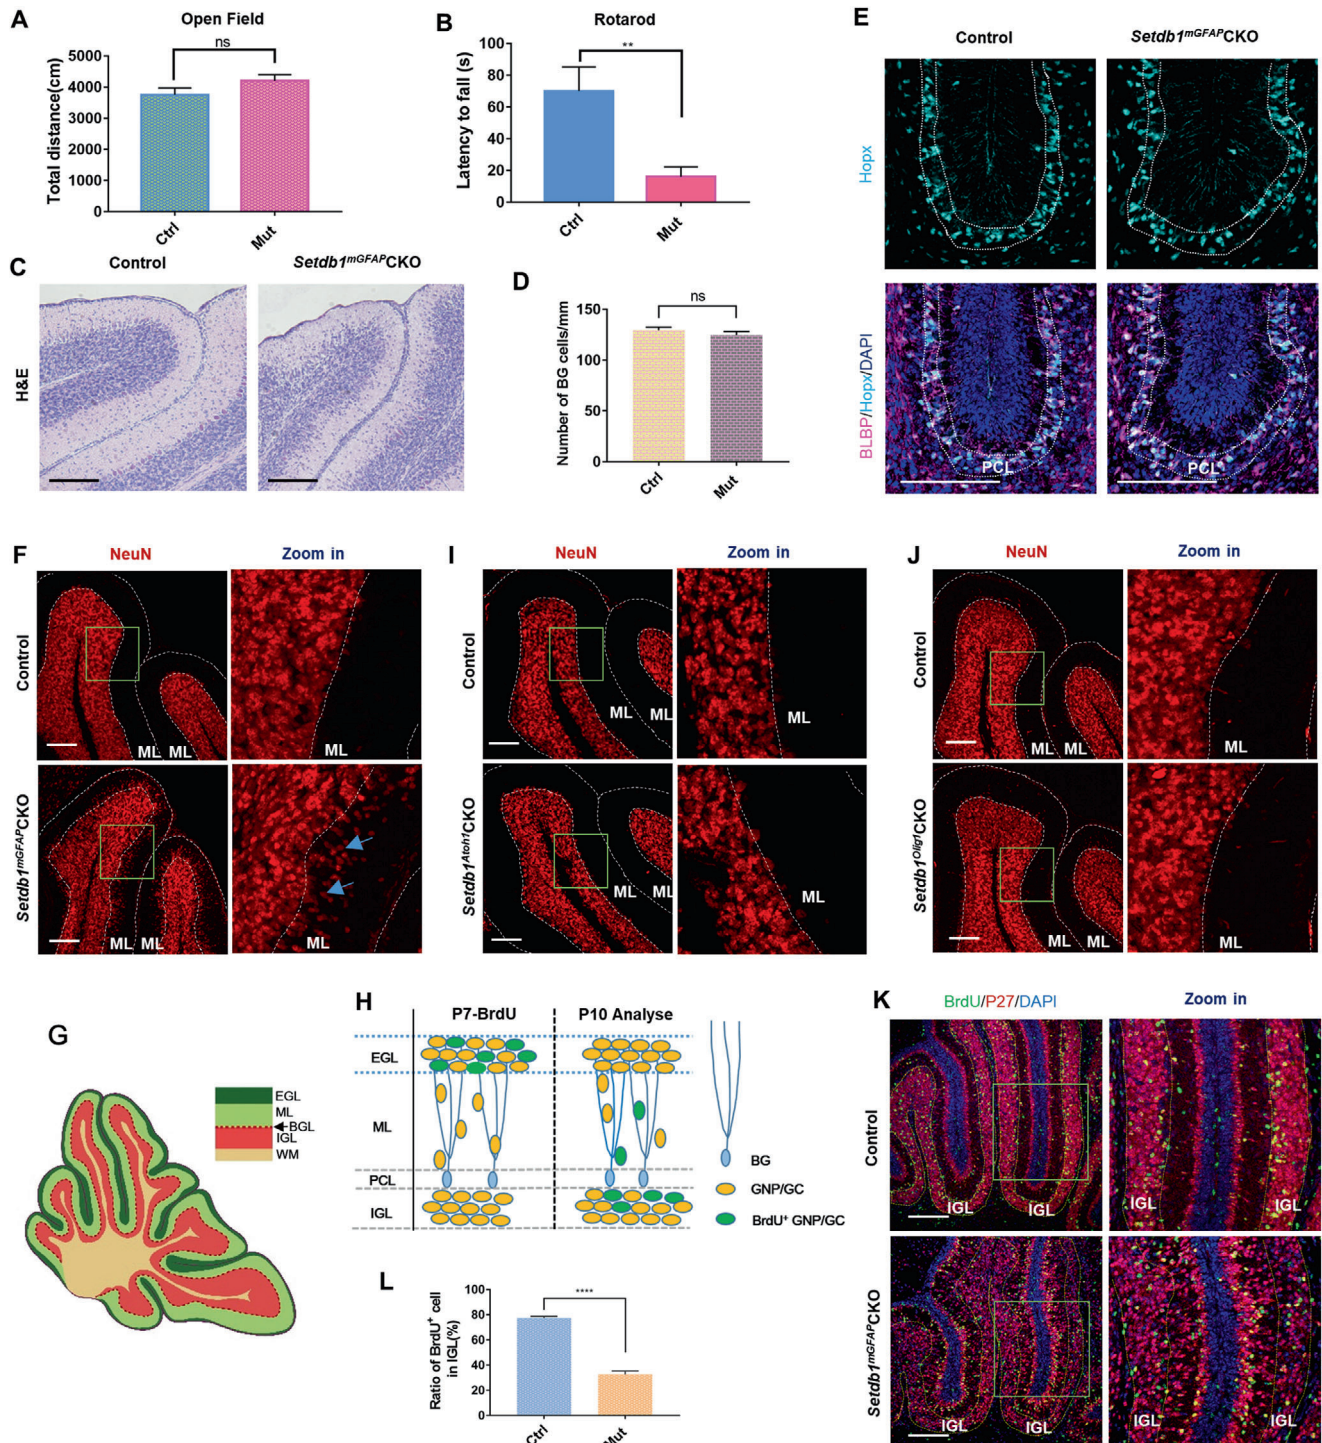 A
Open Field
ns
Total distance(cm)
5000
4000
3000
2000
1000
0
Ctrl
Mut
B
Rotarod
**
Latency to fall (s)
100
80
60
40
20
0
Ctrl
Mut
C
Control
Setdb1mGFAPCKO
H&E
D
ns
Number of BG cells/mm
150
100
50
0
Ctrl
Mut
E
Control
Setdb1mGFAPCKO
Hopx
BLBP/Hopx/DAPI
PCL
PCL
F
NeuN
Zoom in
Control
ML
ML
ML
Setdb1mGFAPCKO
ML
ML
ML
I
NeuN
Zoom in
Control
ML
ML
ML
Setdb1Atoh1CKO
ML
ML
ML
J
NeuN
Zoom in
Control
ML
ML
ML
Setdb1Olig1CKO
ML
ML
ML
G
EGL
ML
BGL
IGL
WM
H
P7-BrdU
P10 Analyse
EGL
ML
PCL
IGL
BG
GNP/GC
BrdU+ GNP/GC
K
BrdU/P27/DAPI
Zoom in
Control
IGL
IGL
IGL
IGL
Setdb1mGFAPCKO
IGL
IGL
IGL
IGL
L
****
Ratio of BrdU+ cell
in IGL(%)
100
80
60
40
20
0
Ctrl
Mut